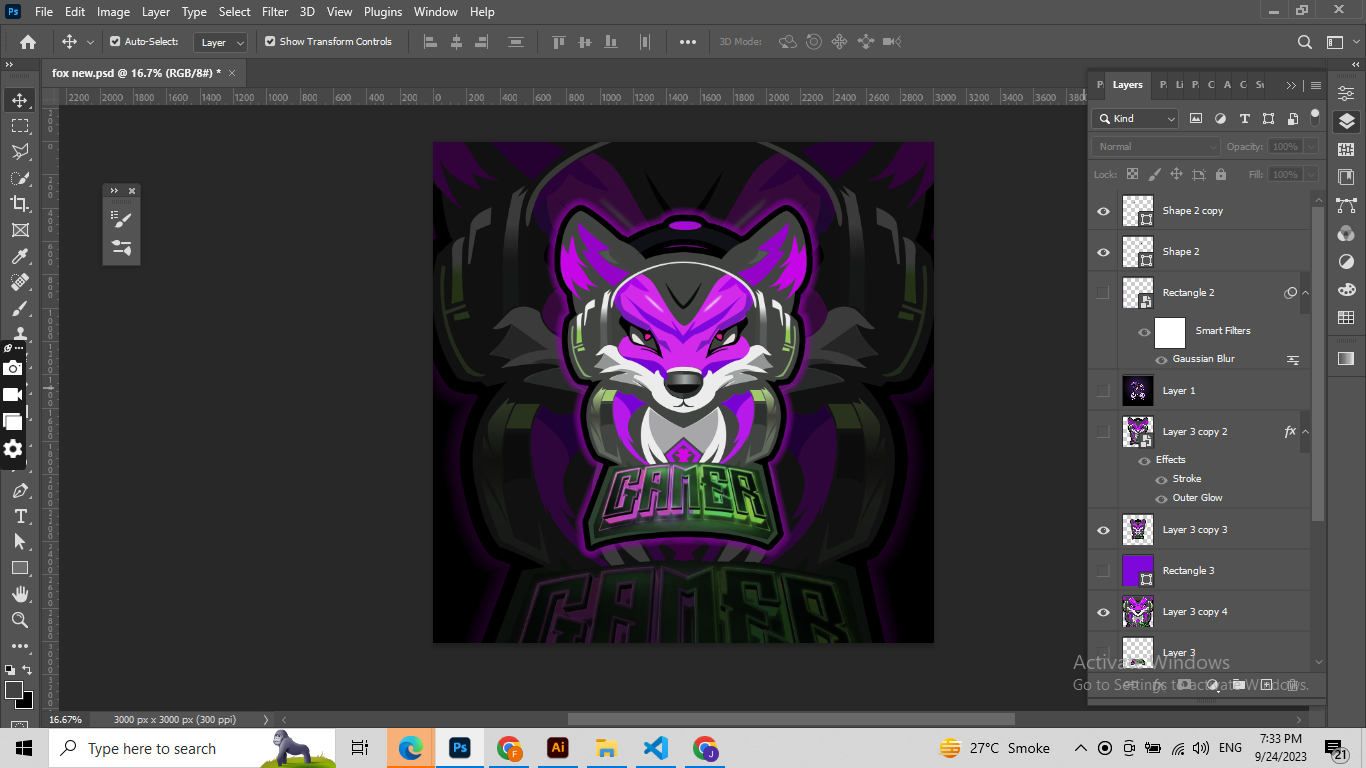 Ps File Edit Image Layer Type Select Filter 3D View Plugins Window Help
Auto-Select: Layer Show Transform Controls 3D Mode:
fox new.psd @ 16.7% (RGB/8#) * ×
2200 2000 1800 1600 1400 1200 1000 800 600 400 200 0 200 400 600 800 1000 1200 1400 1600 1800 2000 2200 2400 2600 2800 3000 3200 3400 3600 3800
Layers
Kind
Normal Opacity: 100%
Lock: Fill: 100%
Shape 2 copy
Shape 2
Rectangle 2
Smart Filters
Gaussian Blur
Layer 1
Layer 3 copy 2 fx
Effects
Stroke
Outer Glow
Layer 3 copy 3
Rectangle 3
Layer 3 copy 4
Layer 3
GAMER
GAMER
Activate Windows
Go to Settings to activate Windows.
16.67% 3000 px x 3000 px (300 ppi)
Type here to search
Ps
F
Ai
J
27°C Smoke
ENG
7:33 PM
9/24/2023
21